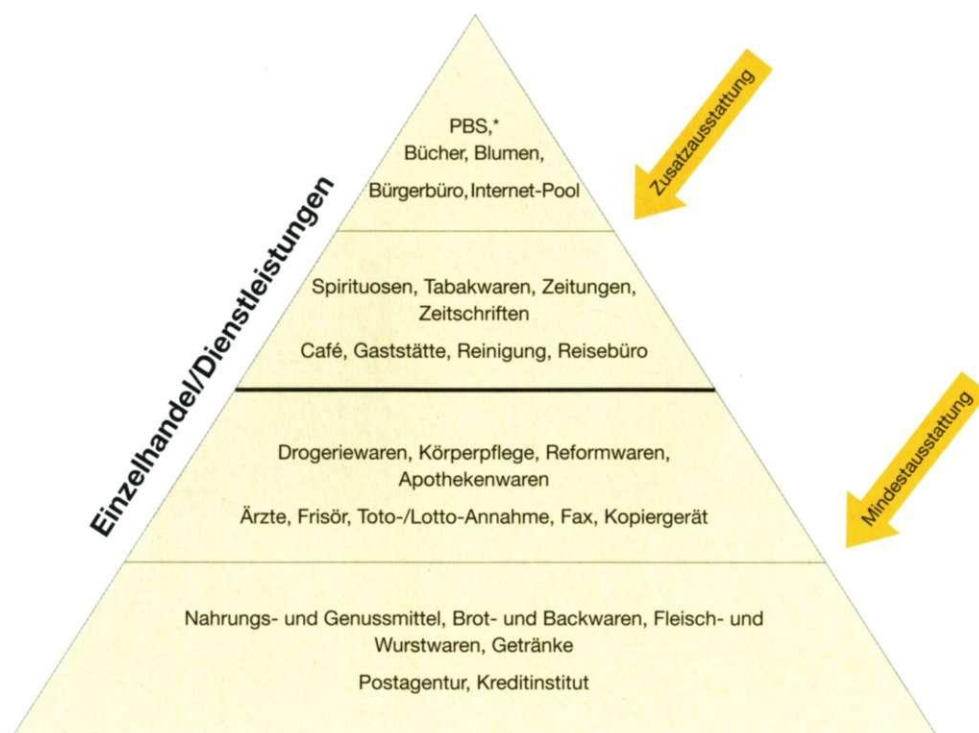 PBS,*
Bücher, Blumen,
Bürgerbüro, Internet-Pool
Zusatzausstattung
Einzelhandel/Dienstleistungen
Spirituosen, Tabakwaren, Zeitungen,
Zeitschriften
Café, Gaststätte, Reinigung, Reisebüro
Mindestausstattung
Drogeriewaren, Körperpflege, Reformwaren,
Apothekenwaren
Ärzte, Frisör, Toto-/Lotto-Annahme, Fax, Kopiergerät
Nahrungs- und Genussmittel, Brot- und Backwaren, Fleisch- und
Wurstwaren, Getränke
Postagentur, Kreditinstitut